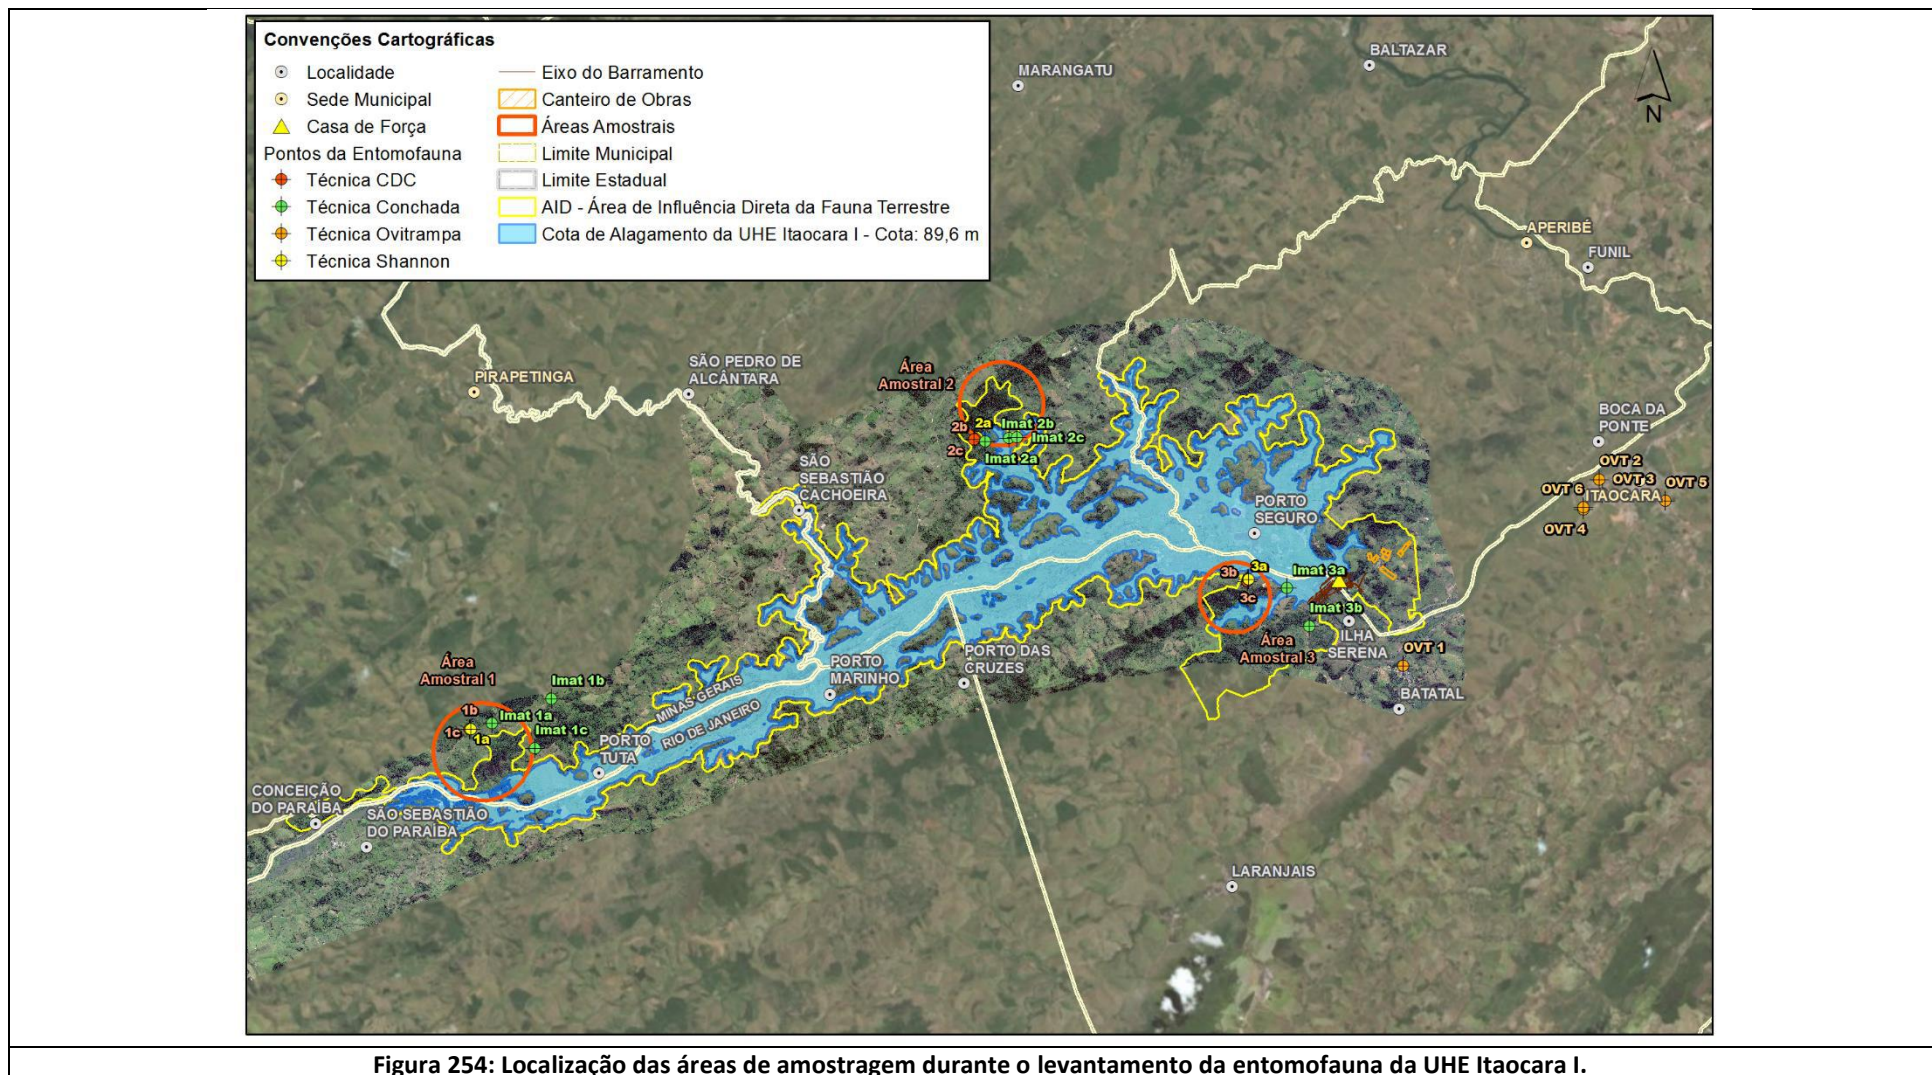 Convenções Cartográficas
Localidade
Sede Municipal
Casa de Força
Pontos da Entomofauna
Técnica CDC
Técnica Conchada
Técnica Ovitrampa
Técnica Shannon
Eixo do Barramento
Canteiro de Obras
Áreas Amostrais
Limite Municipal
Limite Estadual
AID - Área de Influência Direta da Fauna Terrestre
Cota de Alagamento da UHE Itaocara I - Cota: 89,6 m
BALTAZAR
MARANGATU
N
APERIBÉ
FUNIL
SÃO PEDRO DE
ALCÂNTARA
PIRAPETINGA
Área
Amostral 2
2b
2a
Imat 2b
Imat 2c
2c
Imat 2a
BOCA DA
PONTE
OVT 2
OVT 3
OVT 5
OVT 6
ITAOCARA
OVT 4
SÃO
SEBASTIÃO
CACHOEIRA
PORTO
SEGURO
3b
3a
Imat 3a
3c
Imat 3b
Área
Amostral 3
ILHA
SERENA
OVT 1
BATATAL
PORTO DAS
CRUZES
PORTO
MARINHO
MINAS GERAIS
RIO DE JANEIRO
Área
Amostral 1
Imat 1b
1b
Imat 1a
1c
1a
Imat 1c
PORTO
TUTA
CONCEIÇÃO
DO PARAÍBA
SÃO SEBASTIÃO
DO PARAÍBA
LARANJAIS
Figura 254: Localização das áreas de amostragem durante o levantamento da entomofauna da UHE Itaocara I.